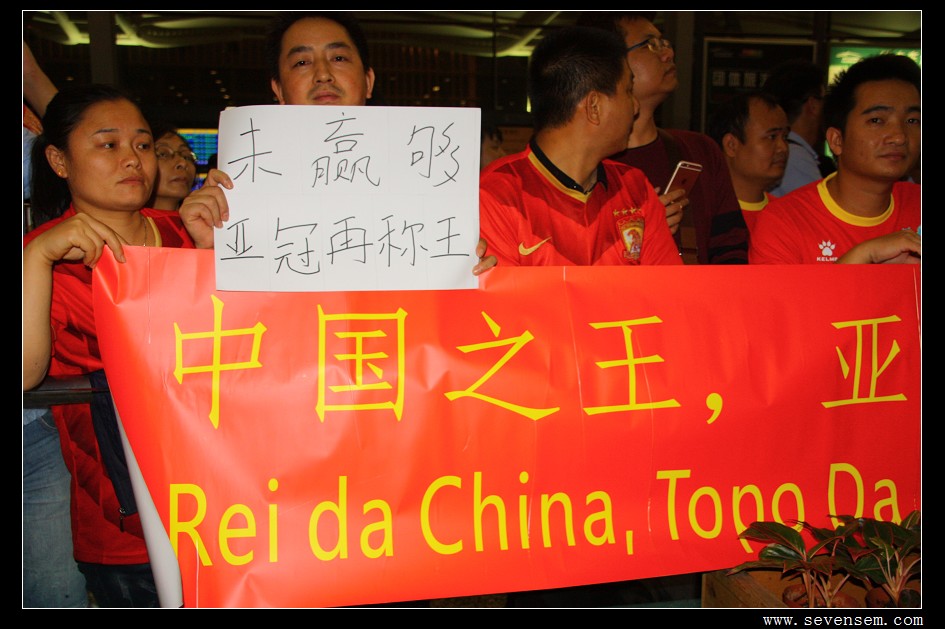 未赢够
亚冠再称王
中国之王，亚
Rei da China, Topo Da
KELME
www.sevensem.com